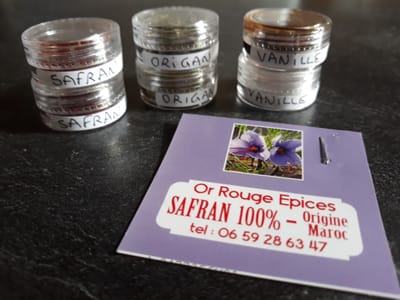 SAFRAN
ORIGAN
VANILLE
SAFRAN
ORIGAN
VANILLE
Or Rouge Epices
SAFRAN 100% - Origine
Maroc
tel : 06 59 28 63 47